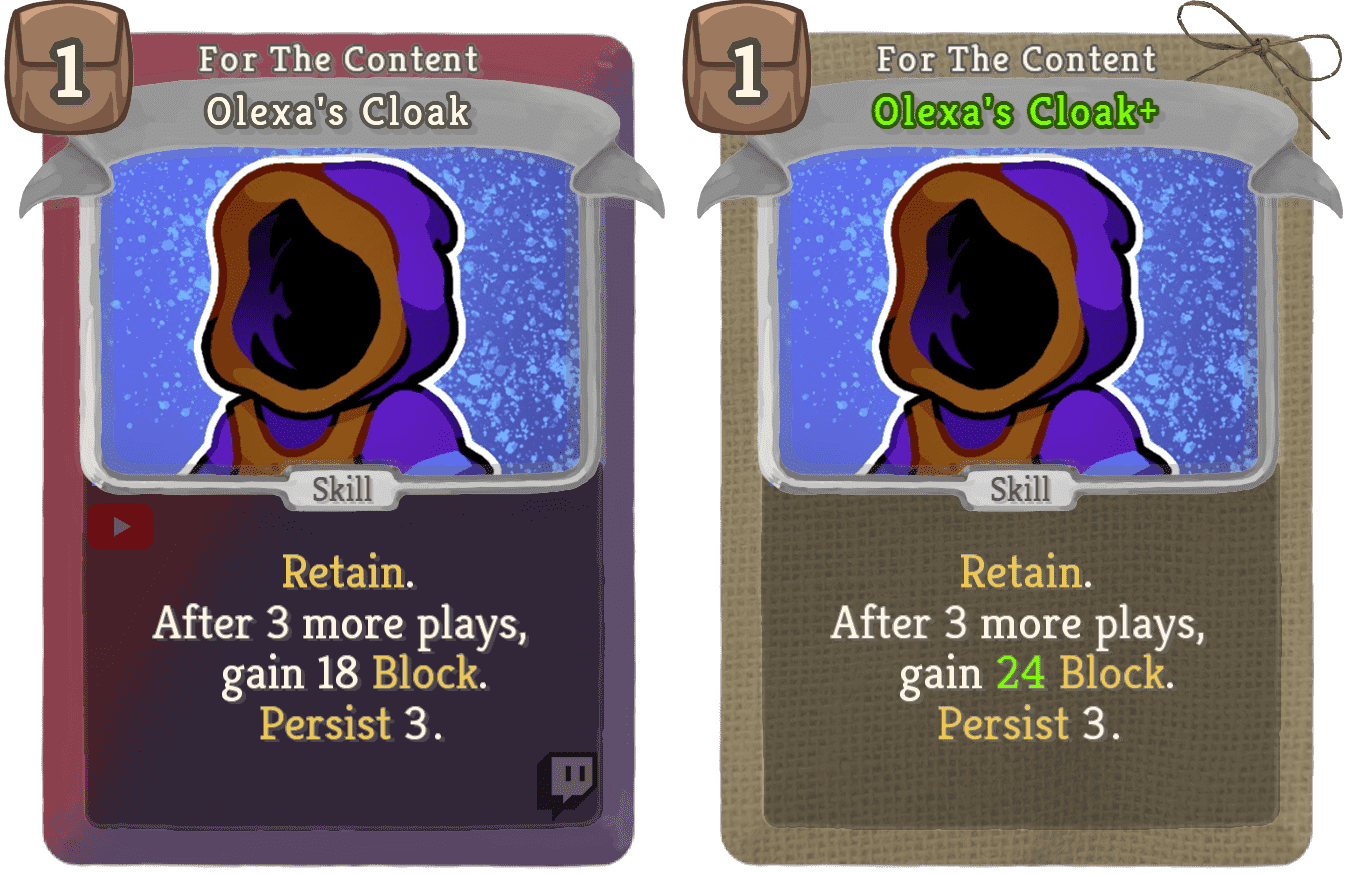 1
For The Content
Olexa's Cloak
Skill
Retain.
After 3 more plays,
gain 18 Block.
Persist 3.
1
For The Content
Olexa's Cloak+
Skill
Retain.
After 3 more plays,
gain 24 Block.
Persist 3.